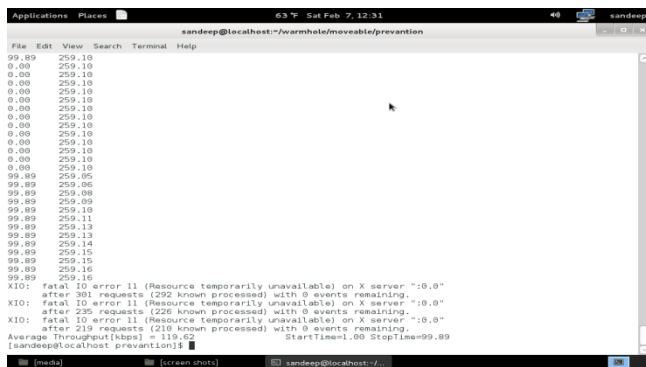 Applications Places 63 °F Sat Feb 7, 12:31 sandeep
sandeep@localhost:~/warmhole/moveable/prevantion
File Edit View Search Terminal Help
99.89 259.10
0.00 259.10
0.00 259.10
0.00 259.10
0.00 259.10
0.00 259.10
0.00 259.10
0.00 259.10
0.00 259.10
0.00 259.10
0.00 259.10
0.00 259.10
0.00 259.10
0.00 259.10
99.89 259.05
99.89 259.06
99.89 259.08
99.89 259.09
99.89 259.10
99.89 259.11
99.89 259.13
99.89 259.13
99.89 259.14
99.89 259.15
99.89 259.15
99.89 259.16
99.89 259.16
XIO: fatal IO error 11 (Resource temporarily unavailable) on X server ":0.0"
after 301 requests (292 known processed) with 0 events remaining.
XIO: fatal IO error 11 (Resource temporarily unavailable) on X server ":0.0"
after 235 requests (226 known processed) with 0 events remaining.
XIO: fatal IO error 11 (Resource temporarily unavailable) on X server ":0.0"
after 219 requests (210 known processed) with 0 events remaining.
Average Throughput[kbps] = 119.62 StartTime=1.00 StopTime=99.89
[sandeep@localhost prevantion]$
[media] [screen shots] sandeep@localhost:~/...